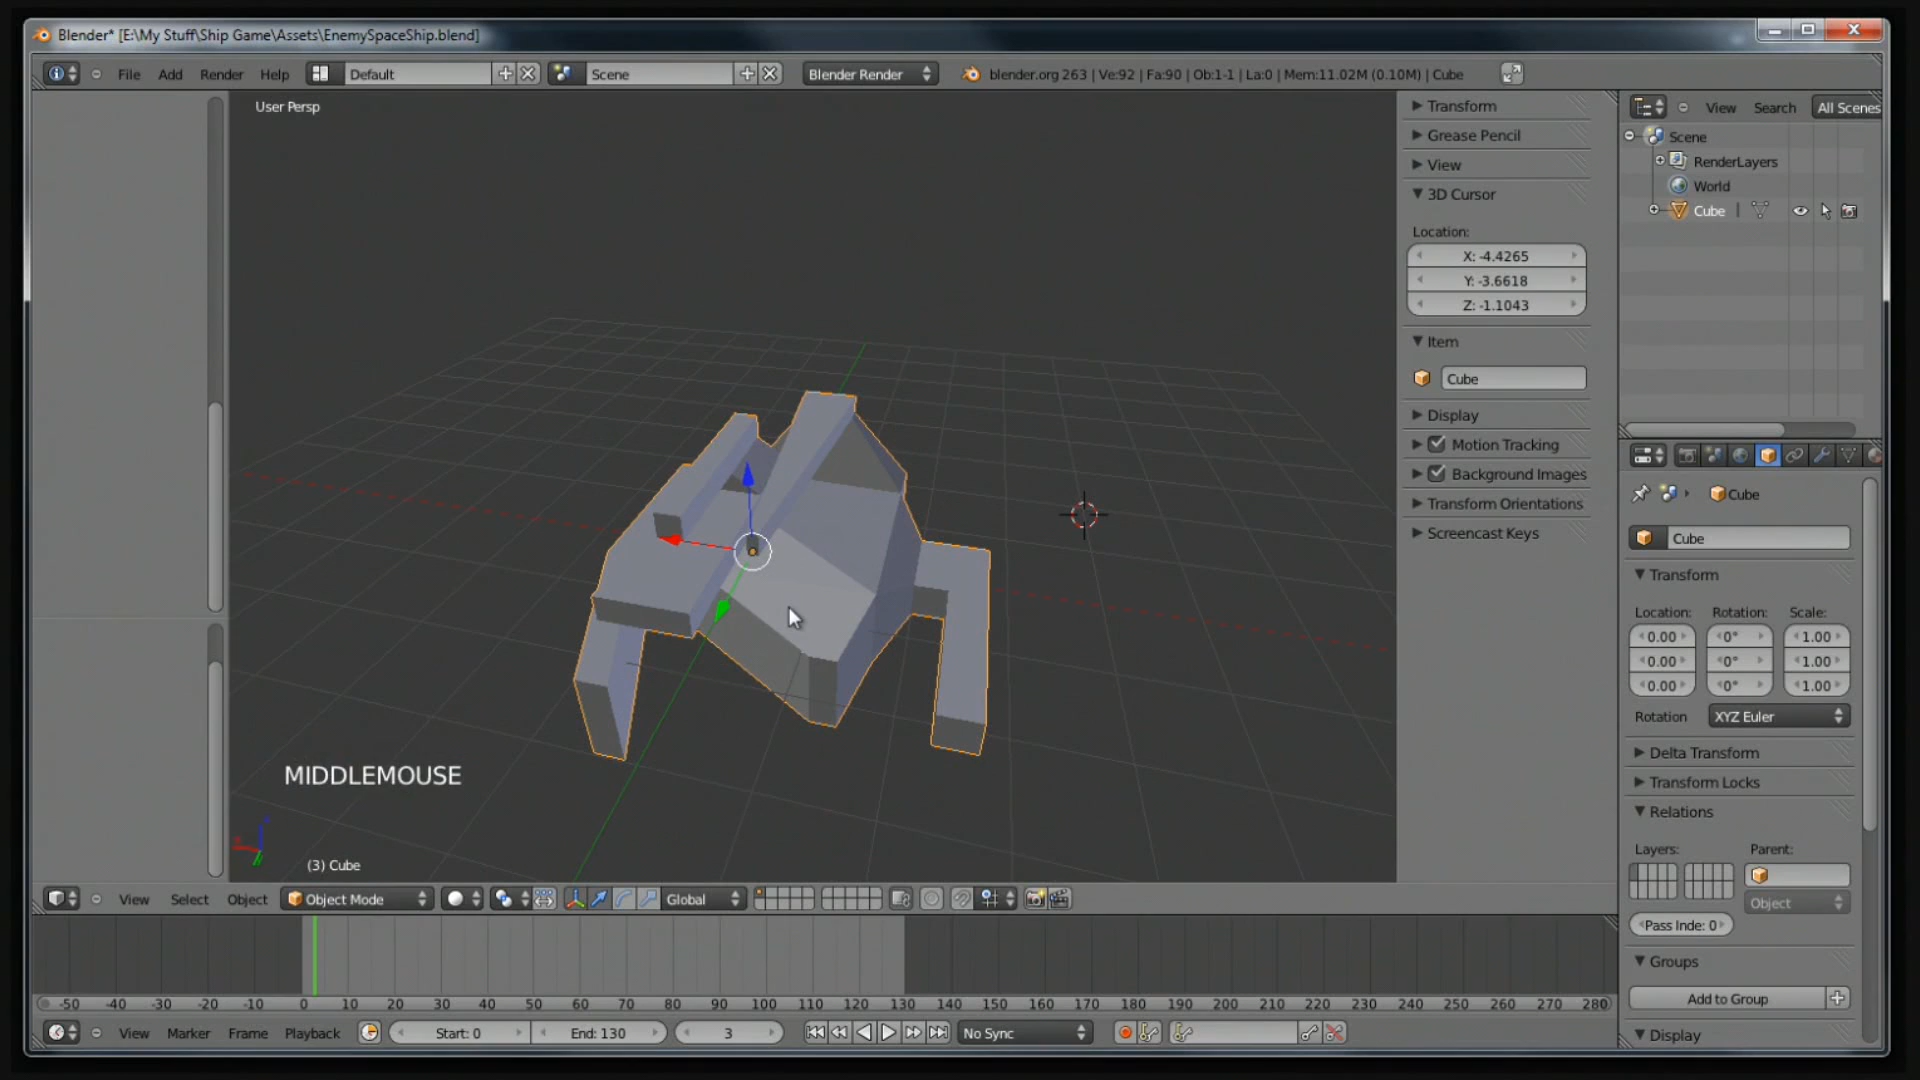 Blender* [E:\My Stuff\Ship Game\Assets\EnemySpaceShip.blend]
File Add Render Help Default Scene Blender Render blender.org 263 | Ve:92 | Fa:90 | Ob:1-1 | La:0 | Mem:11.02M (0.10M) | Cube
User Persp
Transform
Grease Pencil
View
3D Cursor
Location:
X: -4.4265
Y: -3.6618
Z: -1.1043
Item
Cube
Display
Motion Tracking
Background Images
Transform Orientations
Screencast Keys
View Search All Scenes
Scene
RenderLayers
World
Cube
Cube
Cube
Transform
Location: Rotation: Scale:
0.00 0° 1.00
0.00 0° 1.00
0.00 0° 1.00
Rotation XYZ Euler
Delta Transform
Transform Locks
Relations
Layers: Parent:
Object
Pass Inde: 0
Groups
Add to Group
Display
MIDDLEMOUSE
(3) Cube
View Select Object Object Mode Global
-50 -40 -30 -20 -10 0 10 20 30 40 50 60 70 80 90 100 110 120 130 140 150 160 170 180 190 200 210 220 230 240 250 260 270 280
View Marker Frame Playback Start: 0 End: 130 3 No Sync